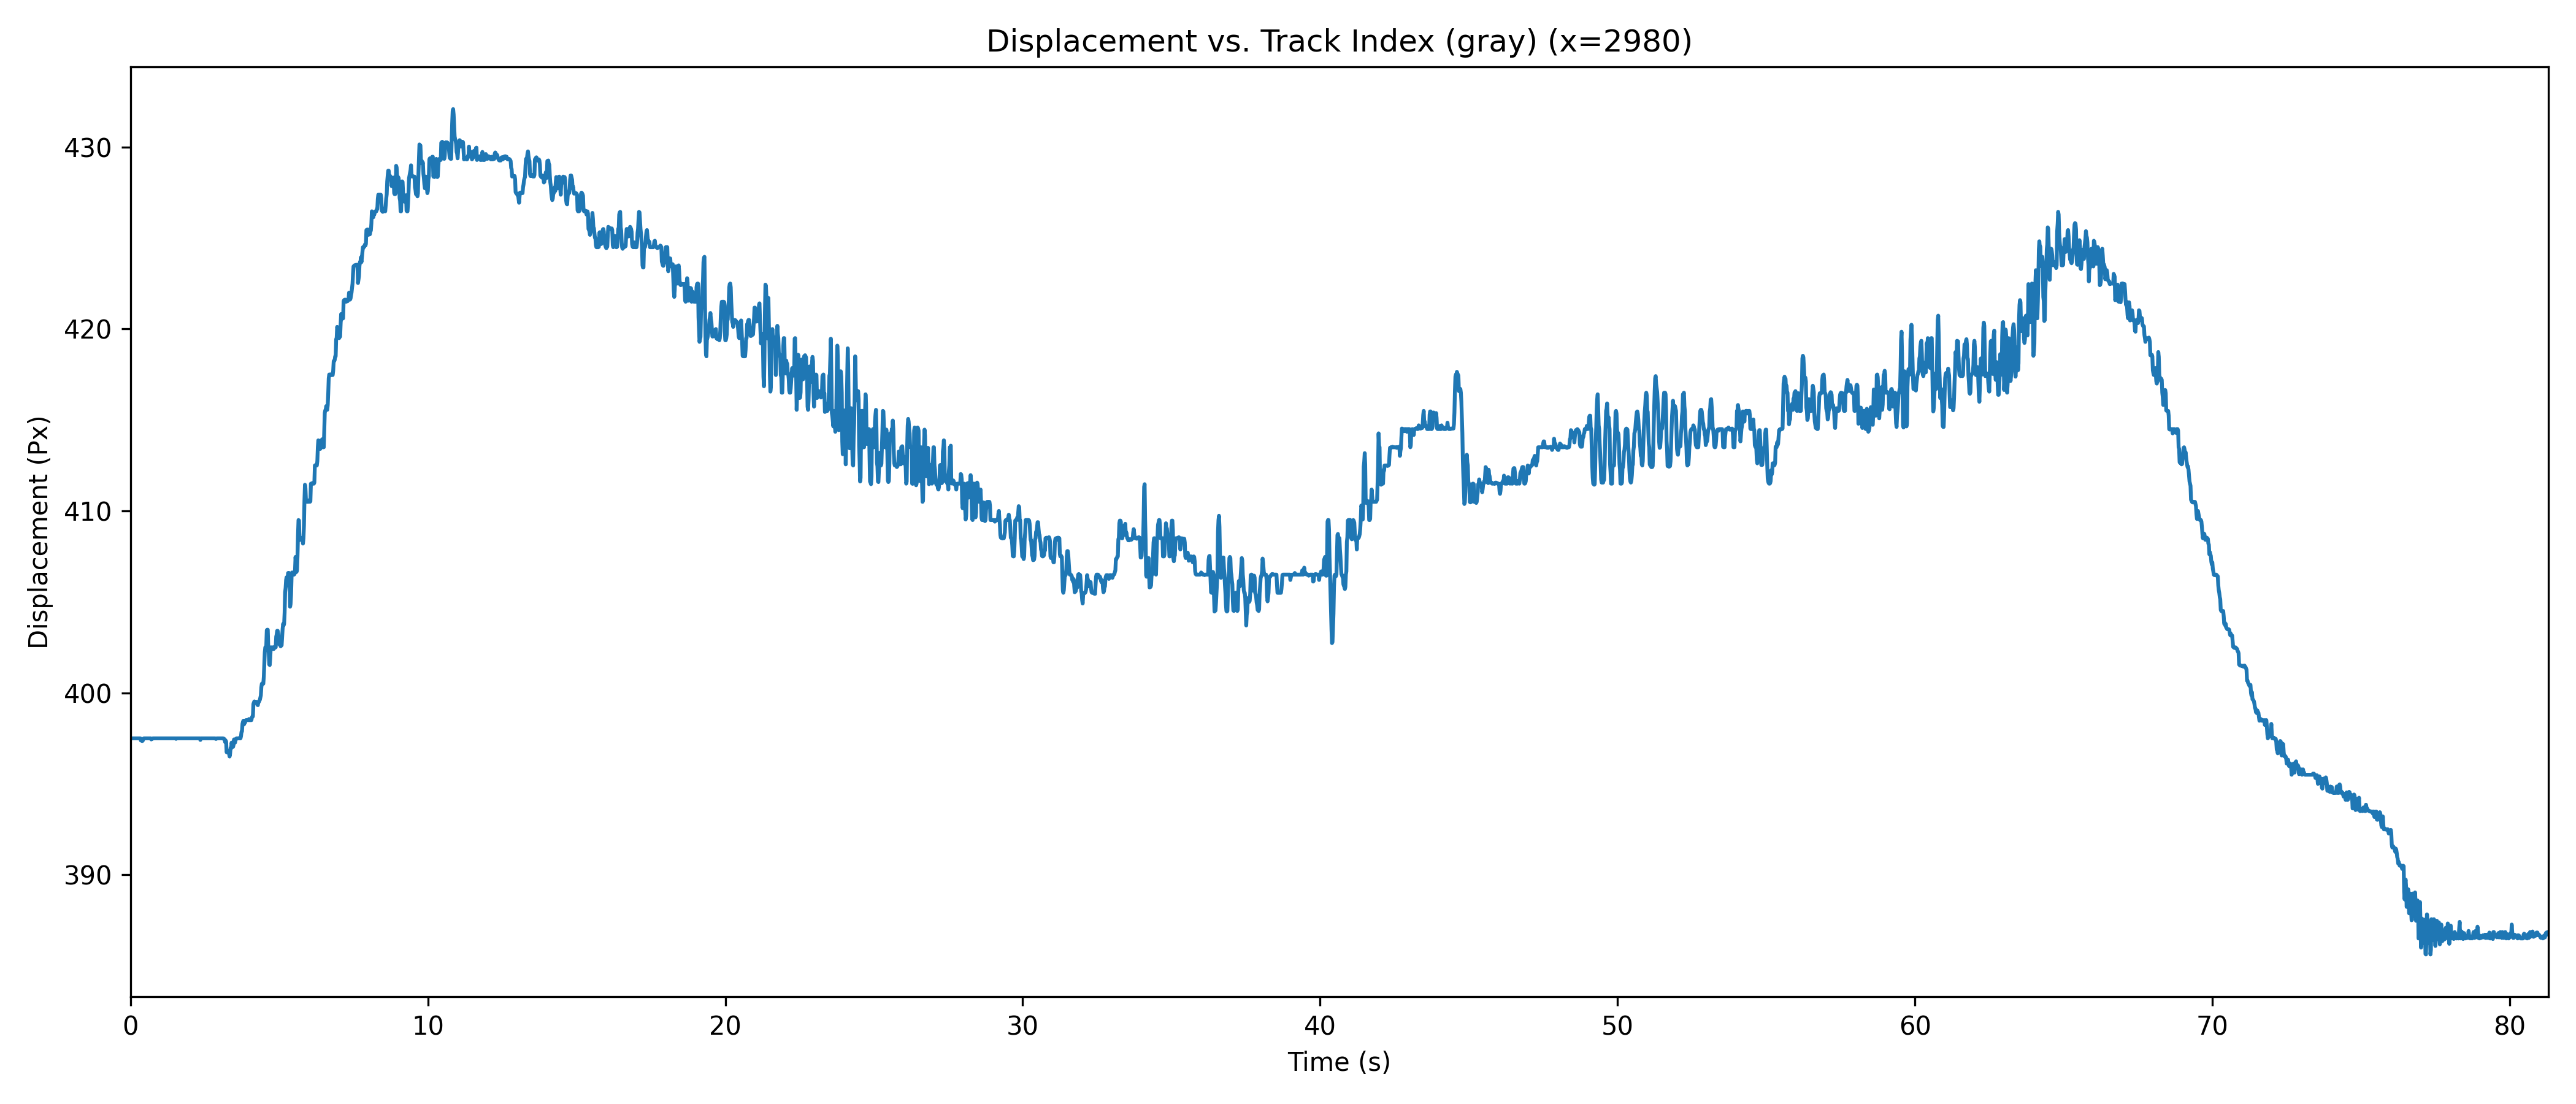 Displacement vs. Track Index (gray) (x=2980)
430
420
410
400
390
Displacement (Px)
0 10 20 30 40 50 60 70 80
Time (s)